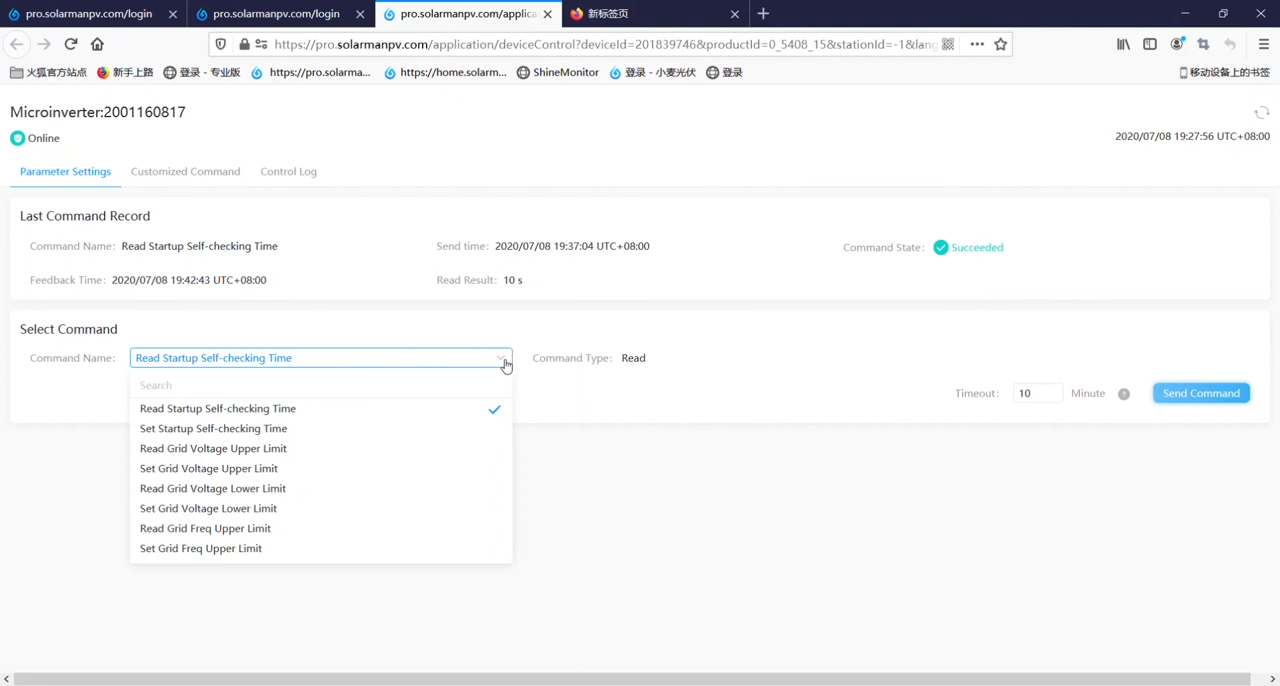 pro.solarmanpv.com/login
pro.solarmanpv.com/login
pro.solarmanpv.com/applica
新标签页
https://pro.solarmanpv.com/application/deviceControl?deviceId=201839746&productId=0_5408_15&stationId=-1&lang
火狐官方站点
新手上路
登录 - 专业版
https://pro.solarma...
https://home.solarm...
ShineMonitor
登录 - 小麦光伏
登录
移动设备上的书签
Microinverter:2001160817
Online
2020/07/08 19:27:56 UTC+08:00
Parameter Settings
Customized Command
Control Log
Last Command Record
Command Name: Read Startup Self-checking Time
Send time: 2020/07/08 19:37:04 UTC+08:00
Command State: Succeeded
Feedback Time: 2020/07/08 19:42:43 UTC+08:00
Read Result: 10 s
Select Command
Command Name: Read Startup Self-checking Time
Command Type: Read
Search
Timeout: 10 Minute ?
Send Command
Read Startup Self-checking Time
Set Startup Self-checking Time
Read Grid Voltage Upper Limit
Set Grid Voltage Upper Limit
Read Grid Voltage Lower Limit
Set Grid Voltage Lower Limit
Read Grid Freq Upper Limit
Set Grid Freq Upper Limit